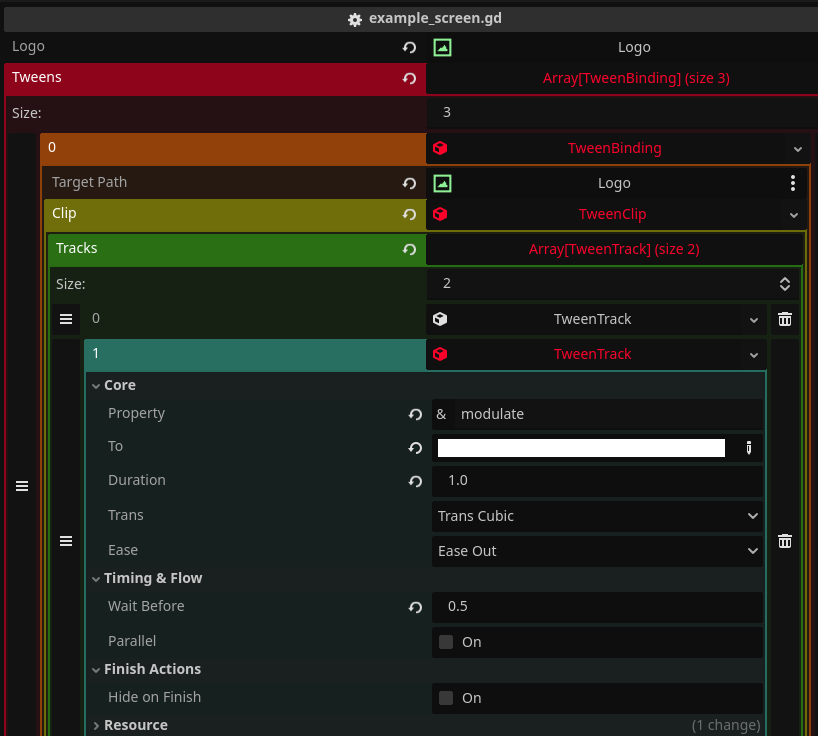 example_screen.gd
Logo Logo
Tweens Array[TweenBinding] (size 3)
Size: 3
0 TweenBinding
Target Path Logo
Clip TweenClip
Tracks Array[TweenTrack] (size 2)
Size: 2
0 TweenTrack
1 TweenTrack
Core
Property & modulate
To
Duration 1.0
Trans Trans Cubic
Ease Ease Out
Timing & Flow
Wait Before 0.5
Parallel On
Finish Actions
Hide on Finish On
Resource (1 change)